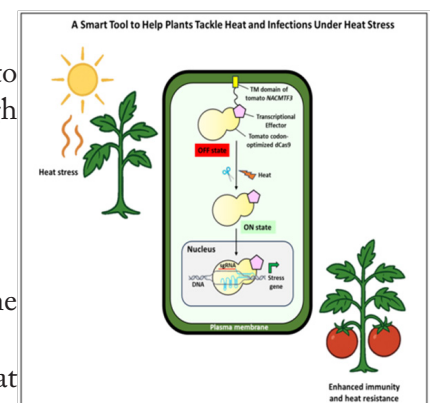 A Smart Tool to Help Plants Tackle Heat and Infections Under Heat Stress
to
TM domain of
tomato NACMTF3
Transcriptional
Effector
Tomato codon-
optimized dCas9
OFF state
Heat stress
Heat
ON state
Nucleus
sgRNA
DNA
Stress
gene
Plasma membrane
Enhanced immunity
and heat resistance